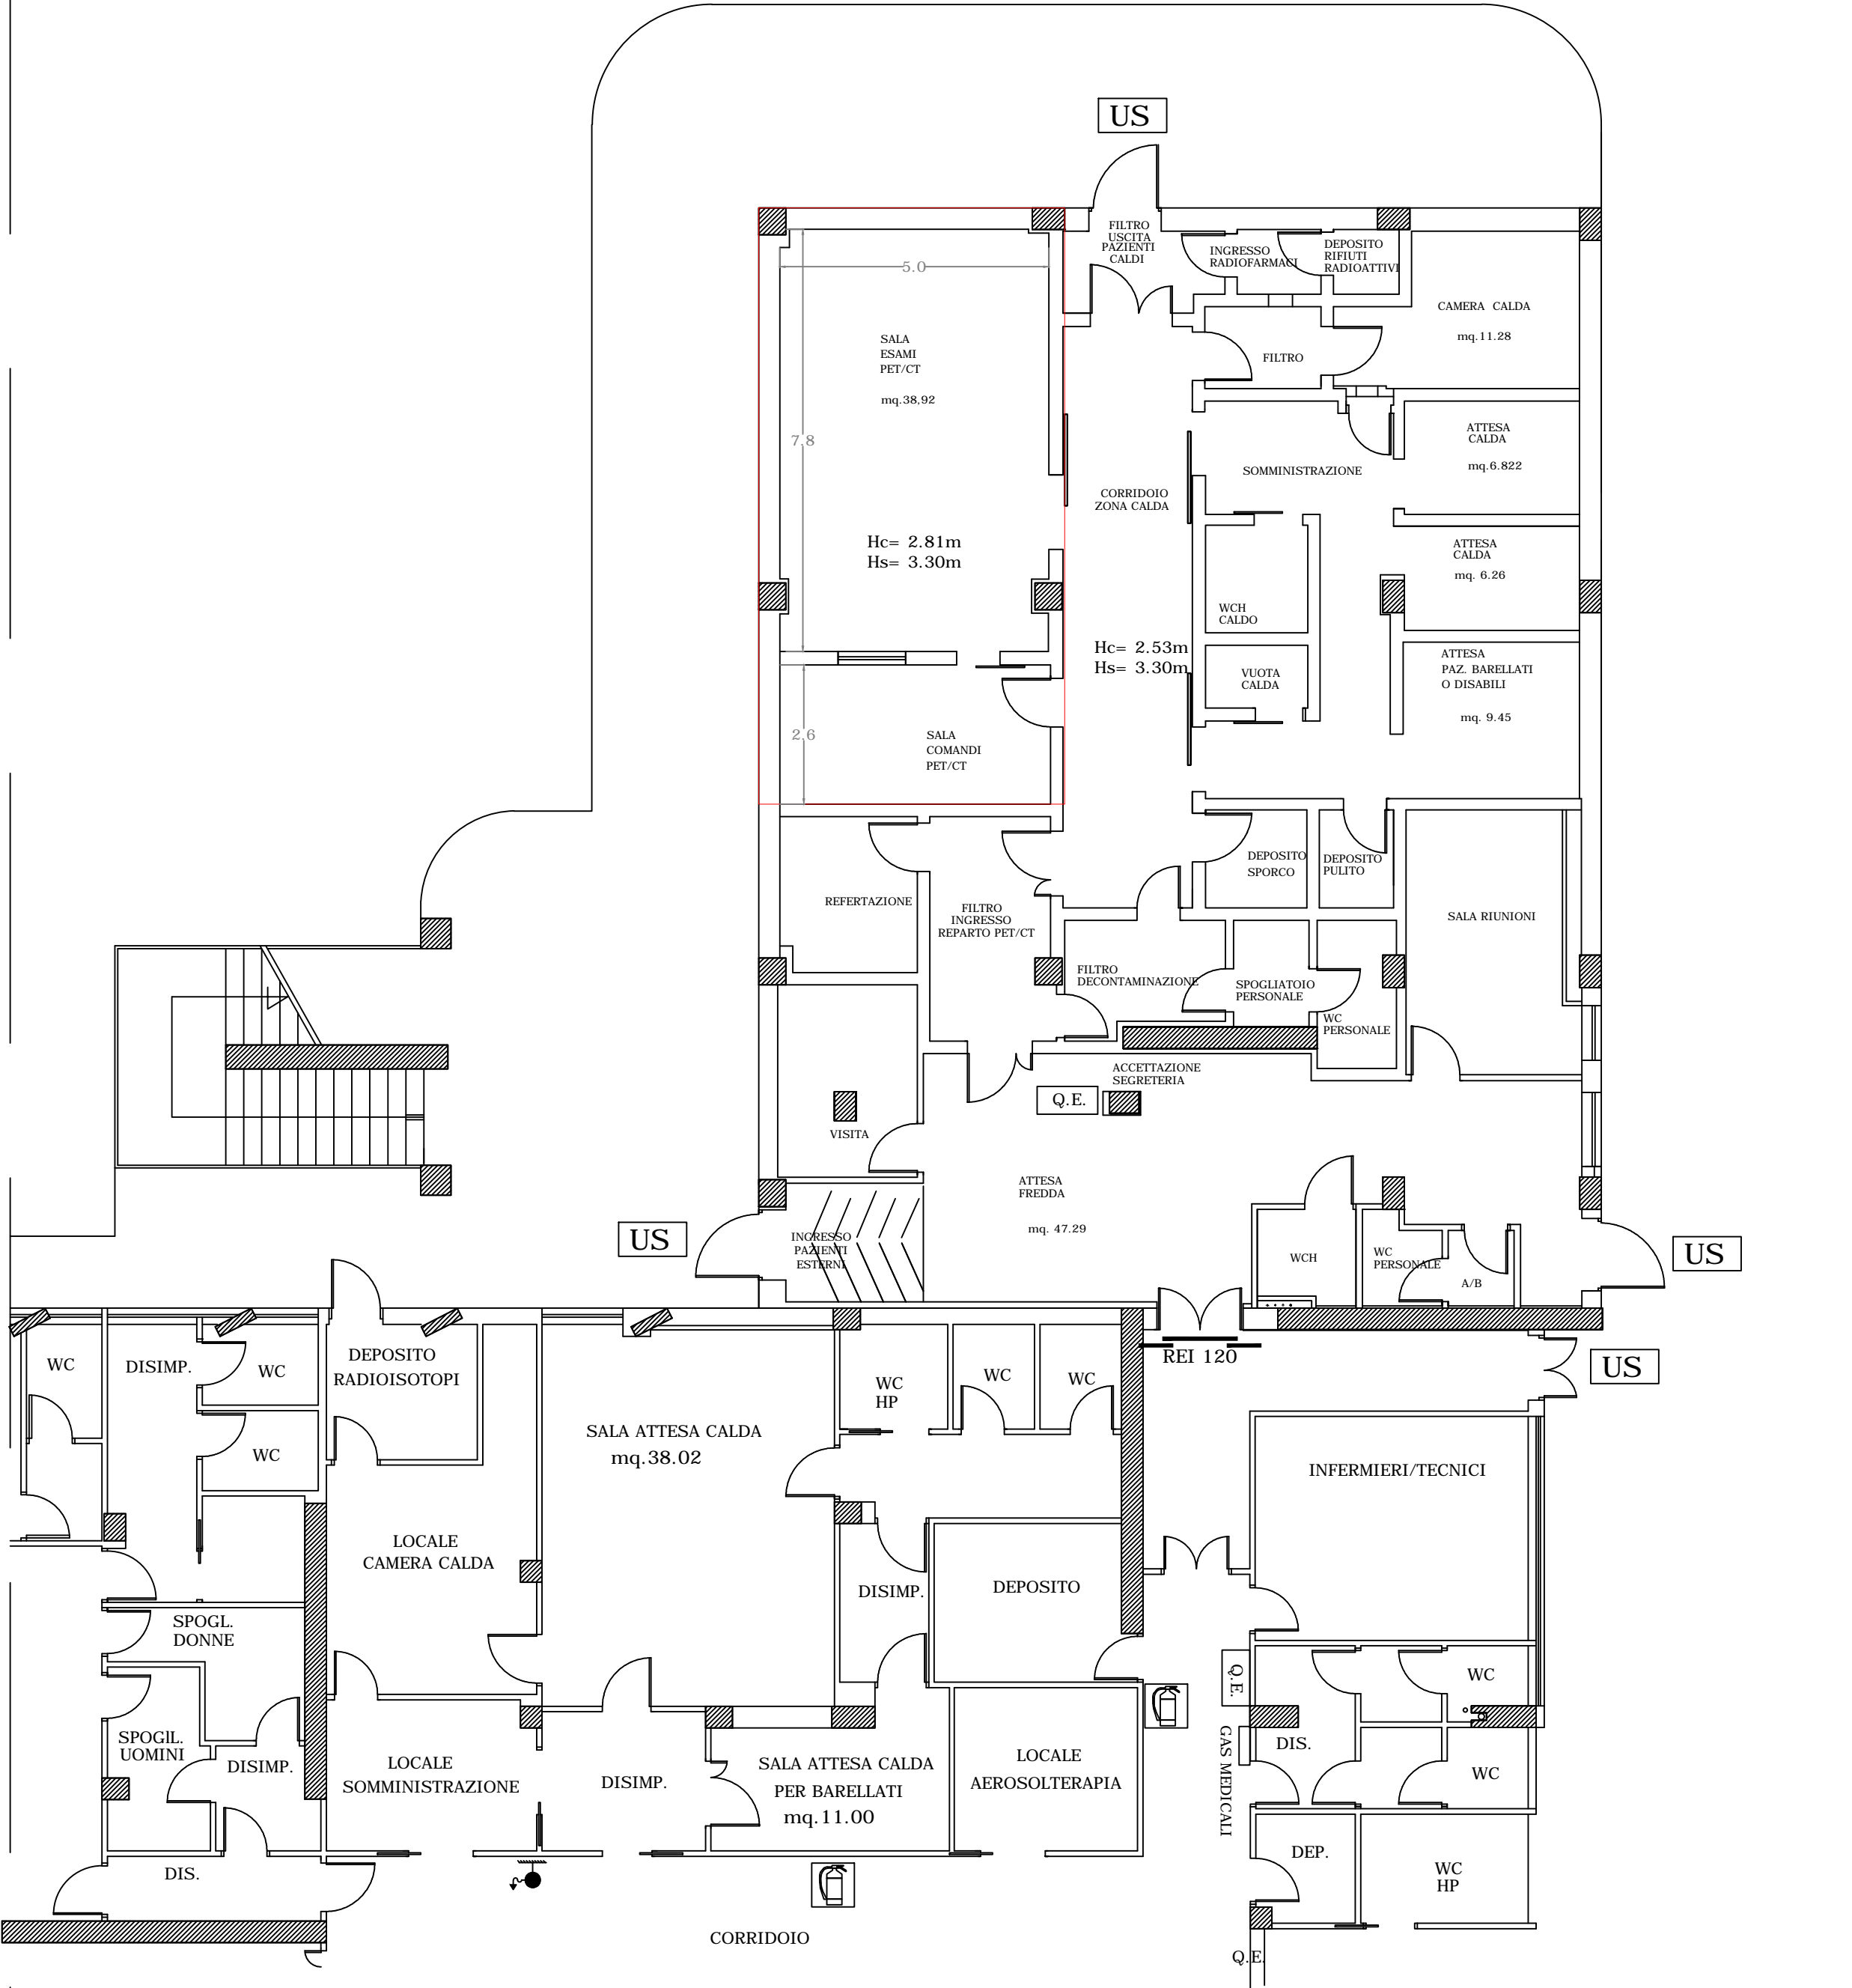 US
FILTRO
USCITA
PAZIENTI
CALDI
INGRESSO
RADIOFARMACI
DEPOSITO
RIFIUTI
RADIOATTIVI
5.0
CAMERA CALDA
mq.11.28
SALA
ESAMI
PET/CT
mq.38,92
FILTRO
7,8
ATTESA
CALDA
mq.6.822
SOMMINISTRAZIONE
CORRIDOIO
ZONA CALDA
Hc= 2.81m
Hs= 3.30m
ATTESA
CALDA
mq. 6.26
WCH
CALDO
Hc= 2.53m
Hs= 3.30m
ATTESA
PAZ. BARELLATI
O DISABILI
mq. 9.45
VUOTA
CALDA
2,6
SALA
COMANDI
PET/CT
DEPOSITO
SPORCO
DEPOSITO
PULITO
REFERTAZIONE
FILTRO
INGRESSO
REPARTO PET/CT
SALA RIUNIONI
FILTRO
DECONTAMINAZIONE
SPOGLIATOIO
PERSONALE
WC
PERSONALE
ACCETTAZIONE
SEGRETERIA
Q.E.
VISITA
ATTESA
FREDDA
mq. 47.29
US
INGRESSO
PAZIENTI
ESTERNI
WCH
WC
PERSONALE
A/B
US
REI 120
US
WC
DISIMP.
WC
WC
DEPOSITO
RADIOISOTOPI
SALA ATTESA CALDA
mq.38.02
WC
HP
WC
WC
INFERMIERI/TECNICI
LOCALE
CAMERA CALDA
DISIMP.
DEPOSITO
SPOGL.
DONNE
Q.E.
WC
SPOGIL.
UOMINI
DISIMP.
LOCALE
SOMMINISTRAZIONE
DISIMP.
SALA ATTESA CALDA
PER BARELLATI
mq.11.00
LOCALE
AEROSOLTERAPIA
GAS MEDICALI
DIS.
WC
DIS.
DEP.
WC
HP
CORRIDOIO
Q.E.